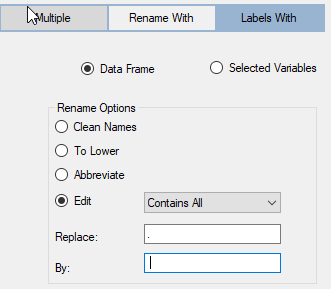 Multiple Rename With Labels With
Data Frame Selected Variables
Rename Options
Clean Names
To Lower
Abbreviate
Edit Contains All
Replace: .
By: